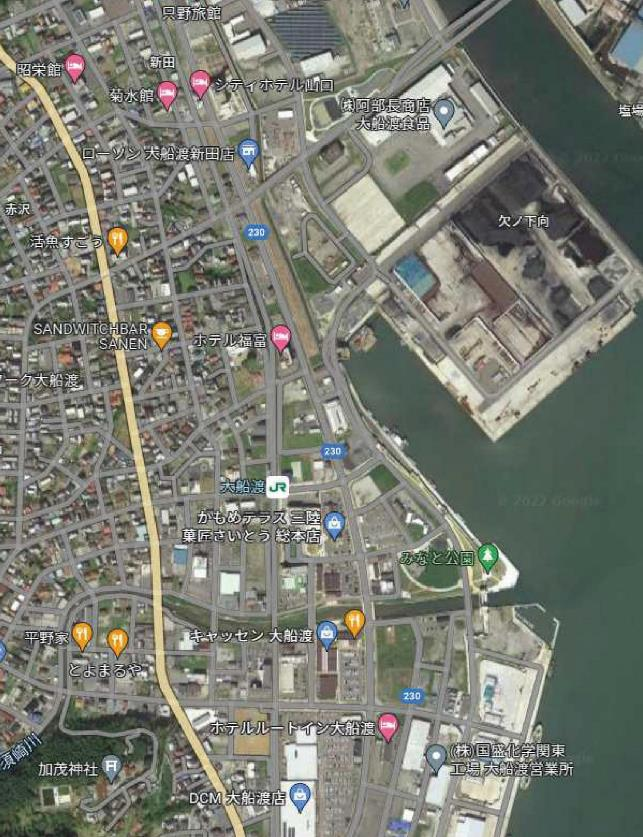 只野旅館
新田
昭栄館
シティホテル山口
菊水館
㈱阿部長商店
大船渡食品
塩場
ローソン 大船渡新田店
赤沢
欠ノ下向
230
活魚すごう
SANDWITCHBAR
SANEN
ホテル福富
ーク大船渡
230
大船渡 JR
© 2022 Google
かもめテラス 三陸
菓匠さいとう 総本店
みなと公園
平野家
キャッセン 大船渡
とよまるや
230
ホテルルートイン大船渡
須崎川
加茂神社
(株)国盛化学関東
工場 大船渡営業所
DCM 大船渡店